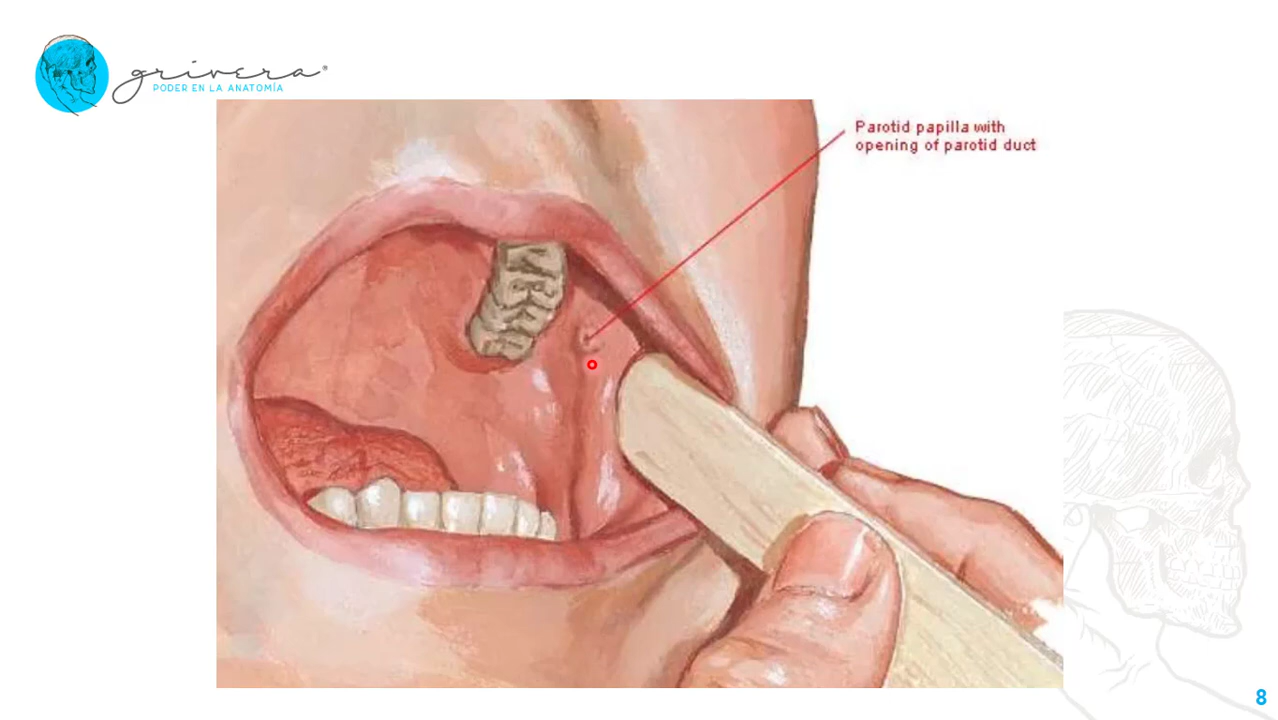 grivera®
PODER EN LA ANATOMÍA
Parotid papilla with
opening of parotid duct
8